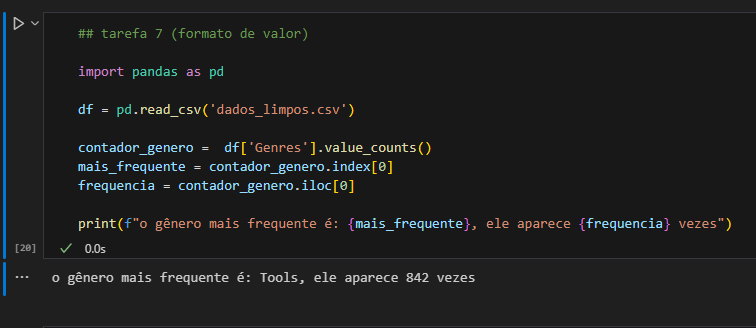 ## tarefa 7 (formato de valor)
import pandas as pd
df = pd.read_csv('dados_limpos.csv')
contador_genero =  df['Genres'].value_counts()
mais_frequente = contador_genero.index[0]
frequencia = contador_genero.iloc[0]
print(f"o gênero mais frequente é: {mais_frequente}, ele aparece {frequencia} vezes")
[20]
0.0s
...
o gênero mais frequente é: Tools, ele aparece 842 vezes